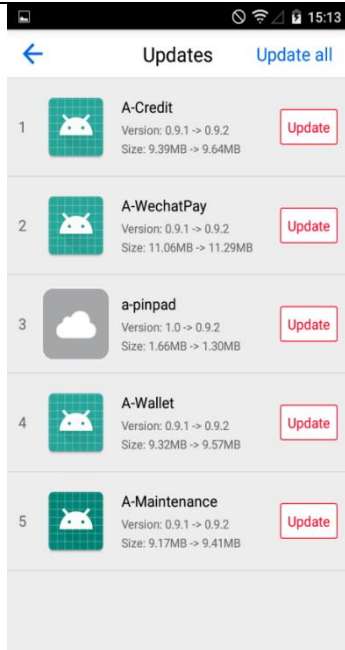 15:13
Updates Update all
1
A-Credit
Version: 0.9.1 -> 0.9.2
Size: 9.39MB -> 9.64MB
Update
2
A-WechatPay
Version: 0.9.1 -> 0.9.2
Size: 11.06MB -> 11.29MB
Update
3
a-pinpad
Version: 1.0 -> 0.9.2
Size: 1.66MB -> 1.30MB
Update
4
A-Wallet
Version: 0.9.1 -> 0.9.2
Size: 9.32MB -> 9.57MB
Update
5
A-Maintenance
Version: 0.9.1 -> 0.9.2
Size: 9.17MB -> 9.41MB
Update